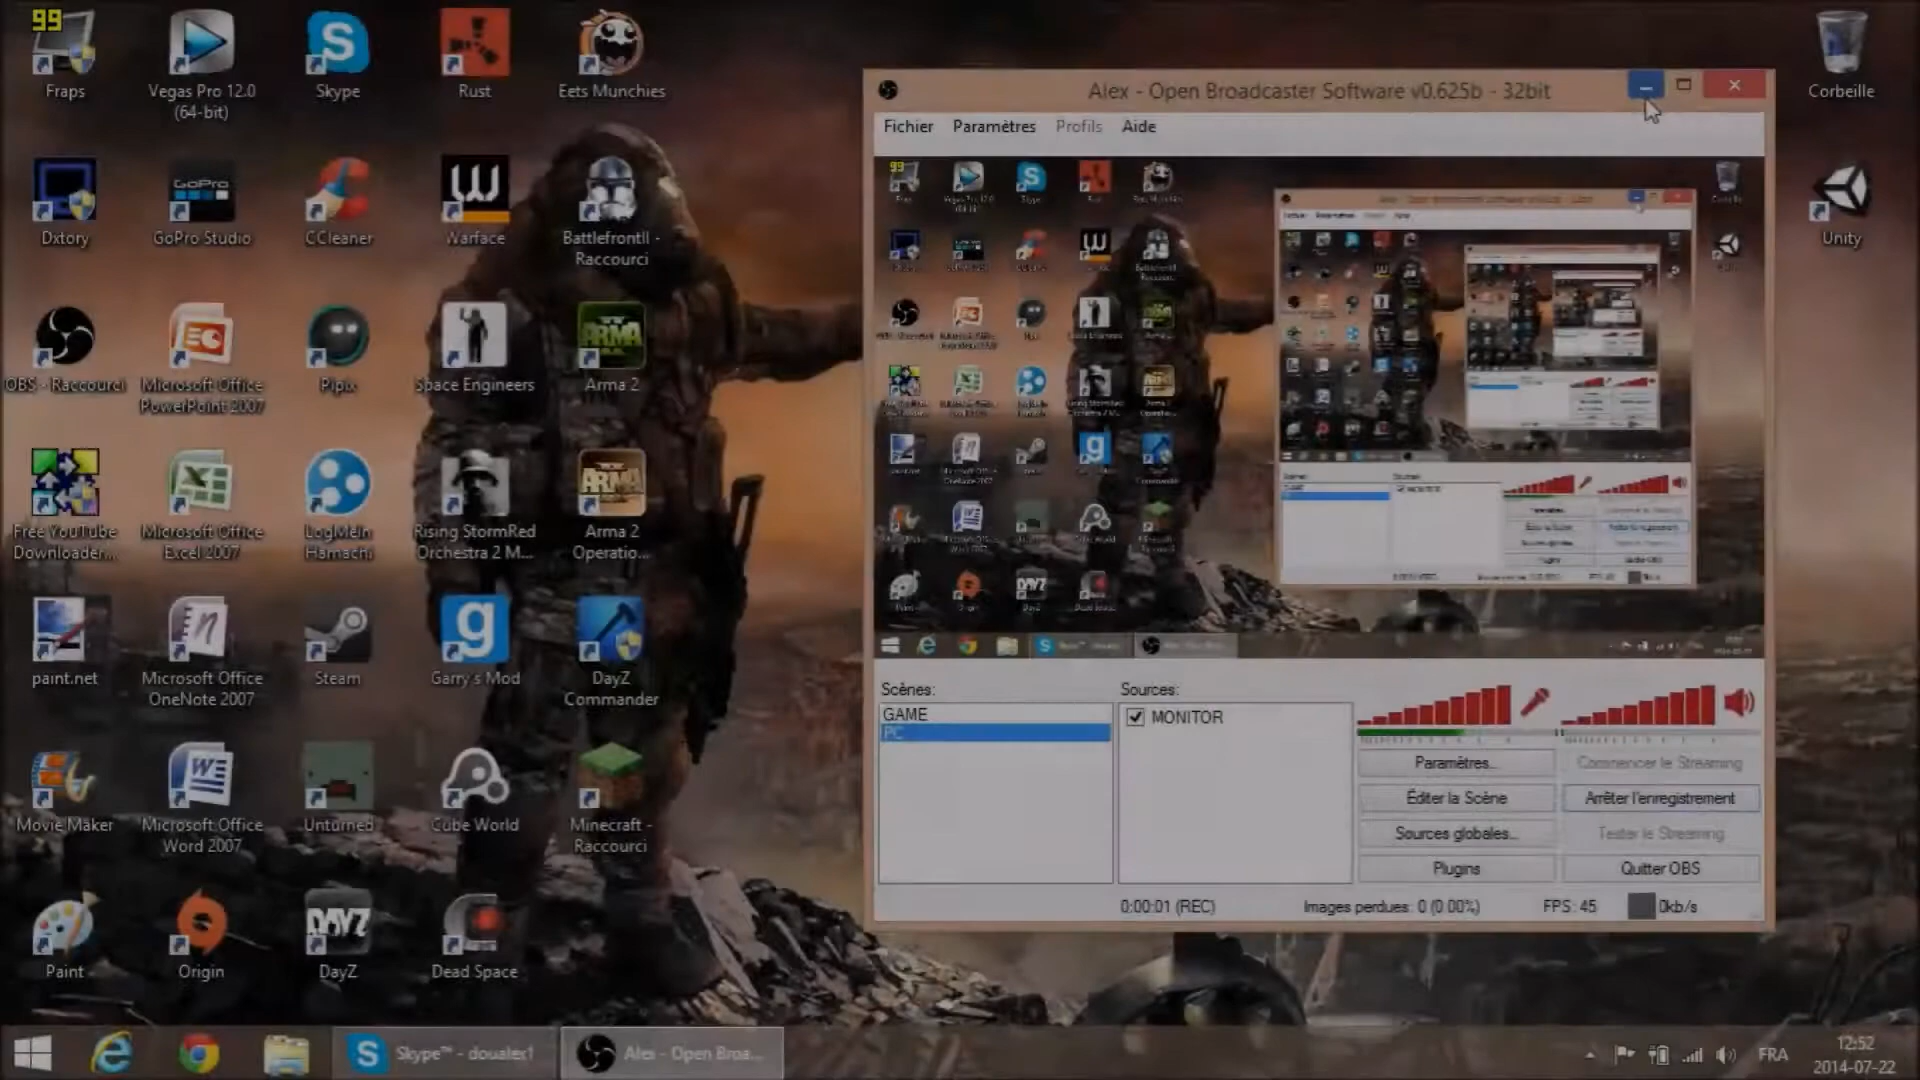 99
Fraps
Vegas Pro 12.0
(64-bit)
Skype
Rust
Eets Munchies
Dxtory
GoPro
GoPro Studio
CCleaner
Warface
BattlefrontII -
Raccourci
OBS - Raccourci
Microsoft Office
PowerPoint 2007
Pipix
Space Engineers
ARMA
Arma 2
Free YouTube
Downloader...
Microsoft Office
Excel 2007
LogMeIn
Hamachi
Rising StormRed
Orchestra 2 M...
ARMA
Arma 2
Operatio...
paint.net
Microsoft Office
OneNote 2007
Steam
Garry's Mod
DayZ
Commander
Movie Maker
Microsoft Office
Word 2007
Unturned
Cube World
Minecraft -
Raccourci
Paint
Origin
DAYZ
DayZ
Dead Space
Corbeille
Unity
Alex - Open Broadcaster Software v0.625b - 32bit
Fichier Paramètres Profils Aide
Scènes:
GAME
PC
Sources:
MONITOR
Paramètres...
Commencer le Streaming
Éditer la Scène
Arrêter l'enregistrement
Sources globales...
Tester le Streaming
Plugins
Quitter OBS
0:00:01 (REC)
Images perdues: 0 (0.00%)
FPS: 45
0kb/s
Skype™ - doualex1
Alex - Open Broa...
FRA
12:52
2014-07-22